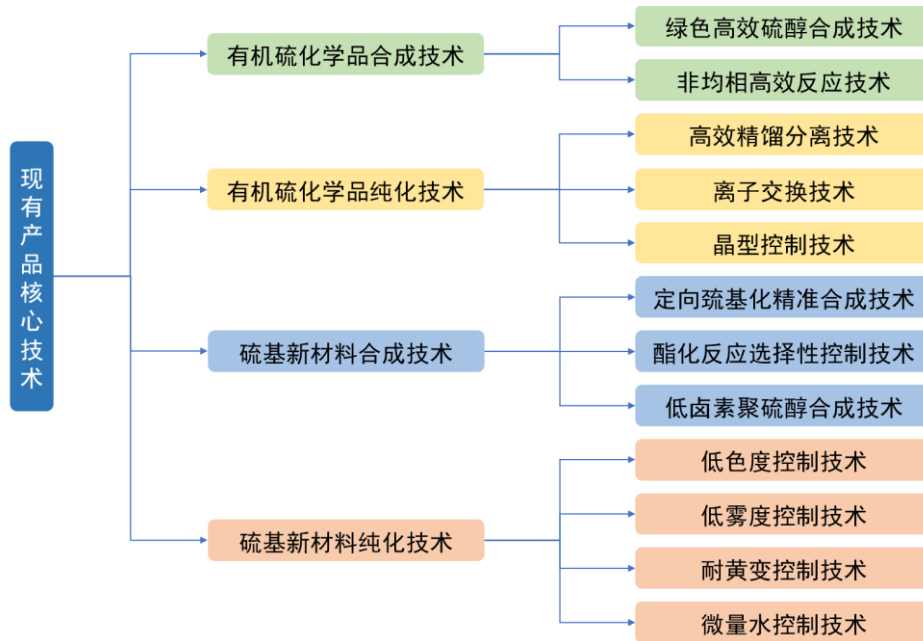 现有产品核心技术
有机硫化学品合成技术
绿色高效硫醇合成技术
非均相高效反应技术
有机硫化学品纯化技术
高效精馏分离技术
离子交换技术
晶型控制技术
硫基新材料合成技术
定向巯基化精准合成技术
酯化反应选择性控制技术
低卤素聚硫醇合成技术
硫基新材料纯化技术
低色度控制技术
低雾度控制技术
耐黄变控制技术
微量水控制技术